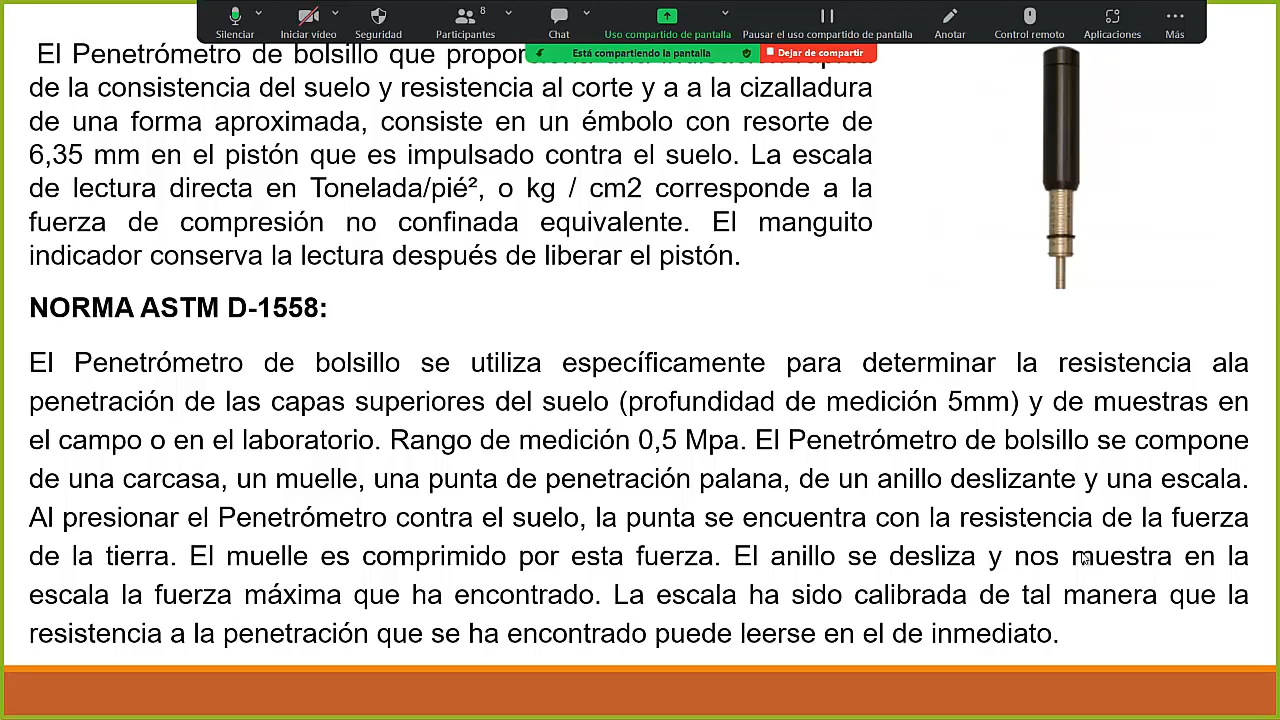 8
Silenciar Iniciar vídeo Seguridad Participantes Chat Uso compartido de pantalla Pausar el uso compartido de pantalla Anotar Control remoto Aplicaciones Más
Está compartiendo la pantalla Dejar de compartir
El Penetrómetro de bolsillo que
de la consistencia del suelo y resistencia al corte y a a la cizalladura
de una forma aproximada, consiste en un émbolo con resorte de
6,35 mm en el pistón que es impulsado contra el suelo. La escala
de lectura directa en Tonelada/pié², o kg / cm2 corresponde a la
fuerza de compresión no confinada equivalente. El manguito
indicador conserva la lectura después de liberar el pistón.
NORMA ASTM D-1558:
El Penetrómetro de bolsillo se utiliza específicamente para determinar la resistencia ala
penetración de las capas superiores del suelo (profundidad de medición 5mm) y de muestras en
el campo o en el laboratorio. Rango de medición 0,5 Mpa. El Penetrómetro de bolsillo se compone
de una carcasa, un muelle, una punta de penetración palana, de un anillo deslizante y una escala.
Al presionar el Penetrómetro contra el suelo, la punta se encuentra con la resistencia de la fuerza
de la tierra. El muelle es comprimido por esta fuerza. El anillo se desliza y nos muestra en la
escala la fuerza máxima que ha encontrado. La escala ha sido calibrada de tal manera que la
resistencia a la penetración que se ha encontrado puede leerse en el de inmediato.